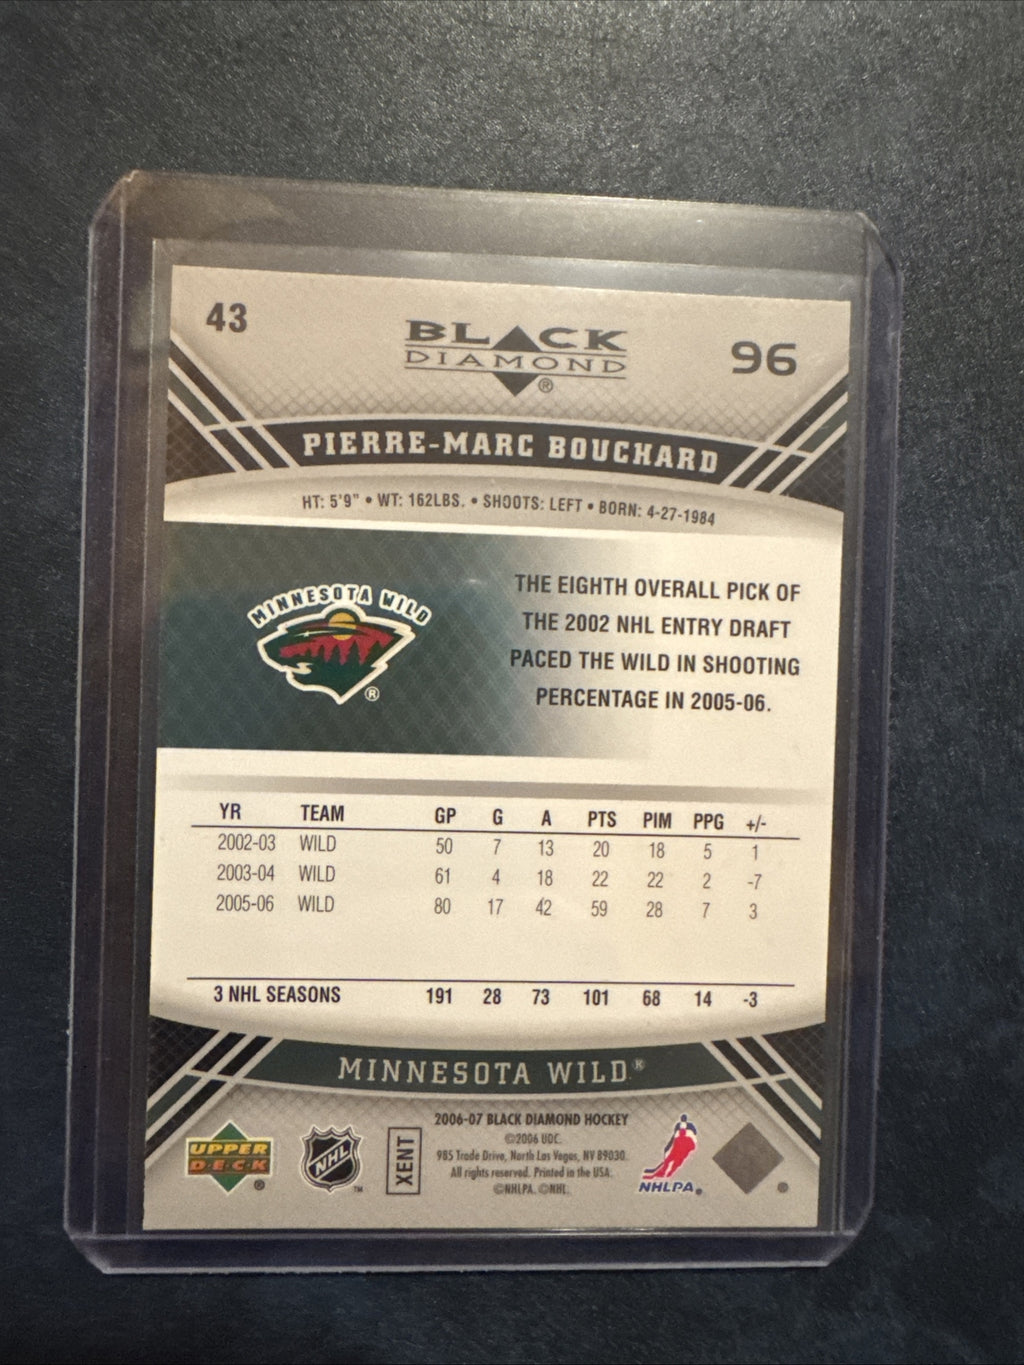 43
BLACK
DIAMOND®
96
PIERRE-MARC BOUCHARD
HT: 5'9" • WT: 162LBS. • SHOOTS: LEFT • BORN: 4-27-1984
MINNESOTA WILD
®
THE EIGHTH OVERALL PICK OF
THE 2002 NHL ENTRY DRAFT
PACED THE WILD IN SHOOTING
PERCENTAGE IN 2005-06.
YR TEAM GP G A PTS PIM PPG +/-
2002-03 WILD 50 7 13 20 18 5 1
2003-04 WILD 61 4 18 22 22 2 -7
2005-06 WILD 80 17 42 59 28 7 3
3 NHL SEASONS 191 28 73 101 68 14 -3
MINNESOTA WILD®
UPPER
DECK®
NHL™
XENT
2006-07 BLACK DIAMOND HOCKEY
©2006 UDC.
985 Trade Drive, North Las Vegas, NV 89030.
All rights reserved. Printed in the USA.
©NHLPA. ©NHL.
NHLPA®